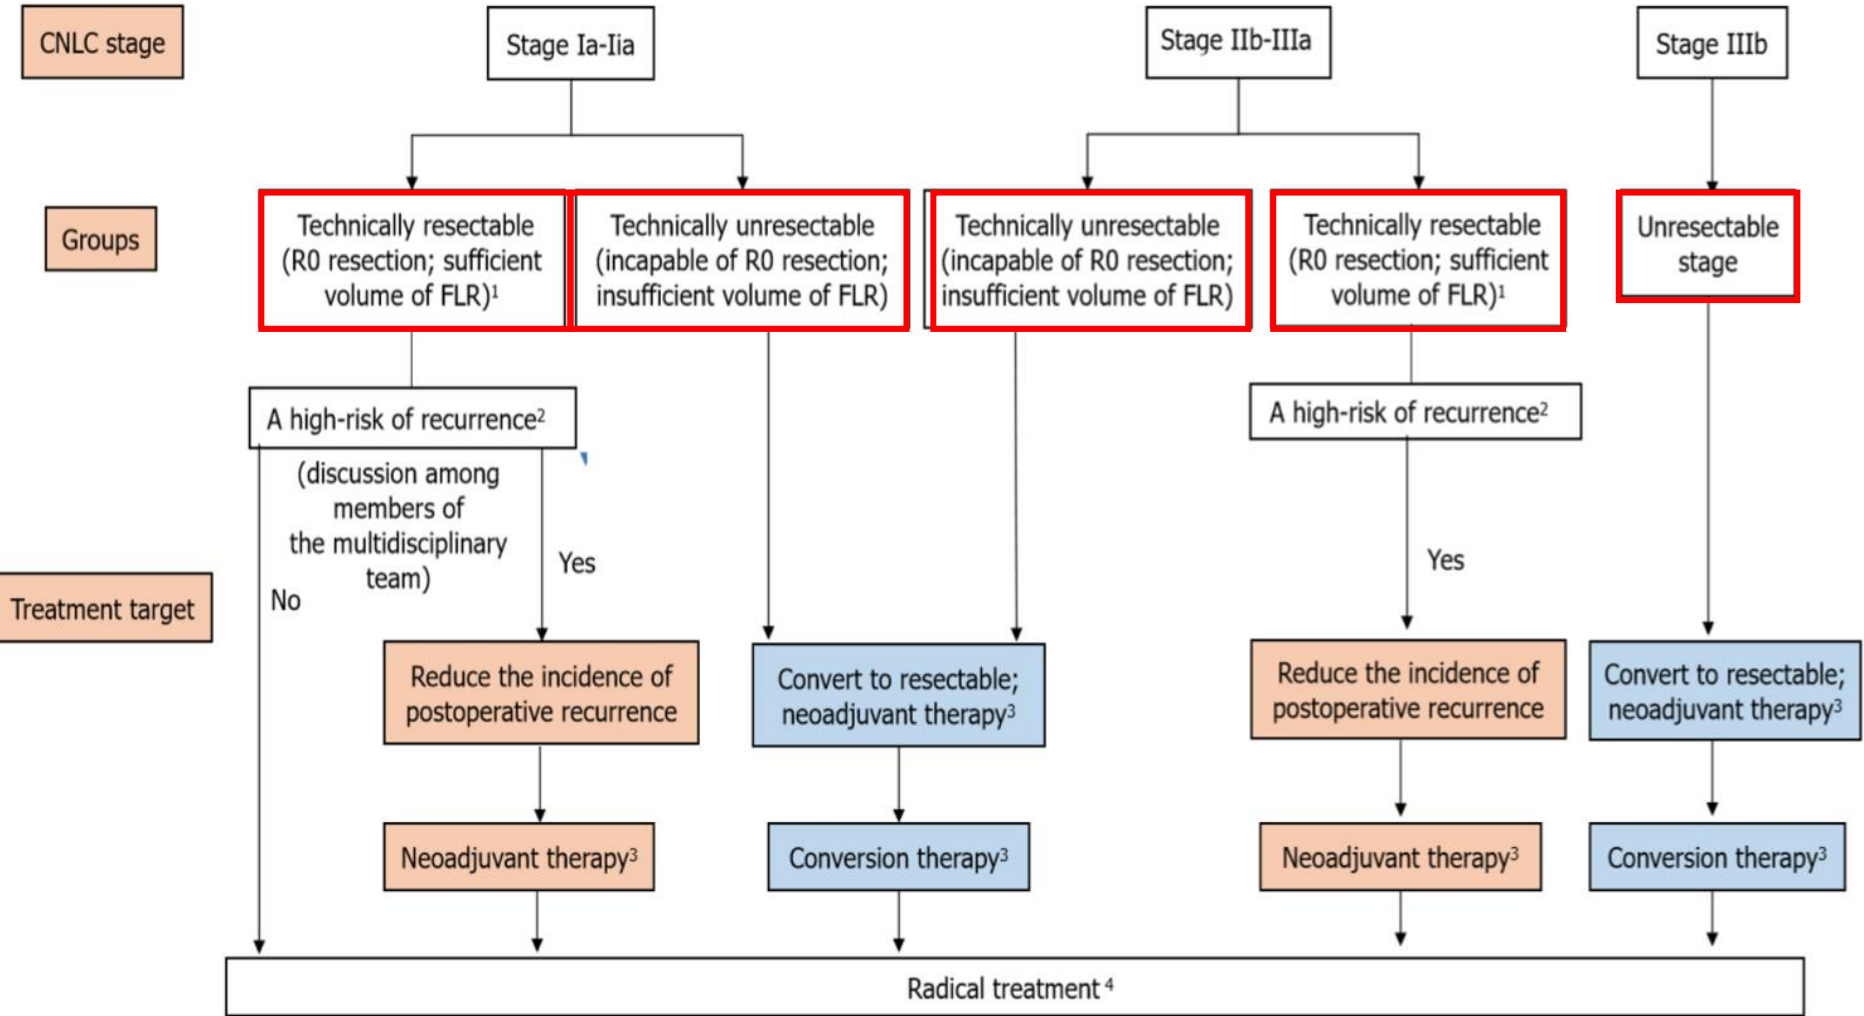 CNLC stage
Stage Ia-Iia
Stage IIb-IIIa
Stage IIIb
Groups
Technically resectable
(R0 resection; sufficient
volume of FLR)¹
Technically unresectable
(incapable of R0 resection;
insufficient volume of FLR)
Technically unresectable
(incapable of R0 resection;
insufficient volume of FLR)
Technically resectable
(R0 resection; sufficient
volume of FLR)¹
Unresectable
stage
A high-risk of recurrence²
(discussion among
members of
the multidisciplinary
team)
No
Yes
A high-risk of recurrence²
Yes
Treatment target
Reduce the incidence of
postoperative recurrence
Convert to resectable;
neoadjuvant therapy³
Reduce the incidence of
postoperative recurrence
Convert to resectable;
neoadjuvant therapy³
Neoadjuvant therapy³
Conversion therapy³
Neoadjuvant therapy³
Conversion therapy³
Radical treatment⁴